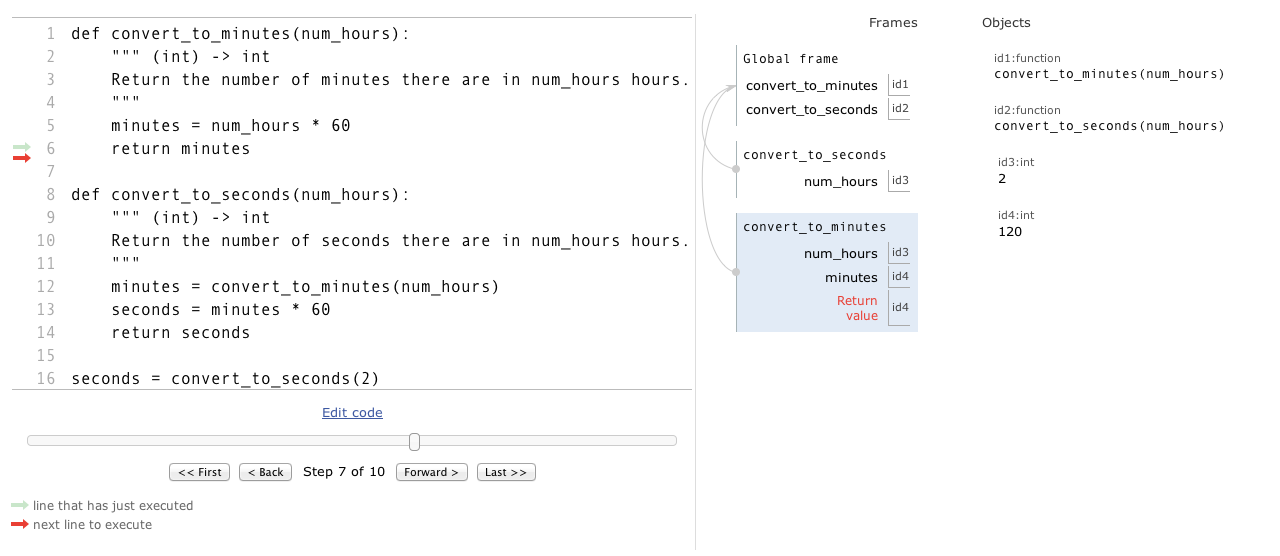 1 def convert_to_minutes(num_hours):
2 """ (int) -> int
3 Return the number of minutes there are in num_hours hours.
4 """
5 minutes = num_hours * 60
6 return minutes
7
8 def convert_to_seconds(num_hours):
9 """ (int) -> int
10 Return the number of seconds there are in num_hours hours.
11 """
12 minutes = convert_to_minutes(num_hours)
13 seconds = minutes * 60
14 return seconds
15
16 seconds = convert_to_seconds(2)
Edit code
<< First < Back Step 7 of 10 Forward > Last >>
line that has just executed
next line to execute
Frames Objects
Global frame
convert_to_minutes id1
convert_to_seconds id2
convert_to_seconds
num_hours id3
convert_to_minutes
num_hours id3
minutes id4
Return
value id4
id1:function
convert_to_minutes(num_hours)
id2:function
convert_to_seconds(num_hours)
id3:int
2
id4:int
120